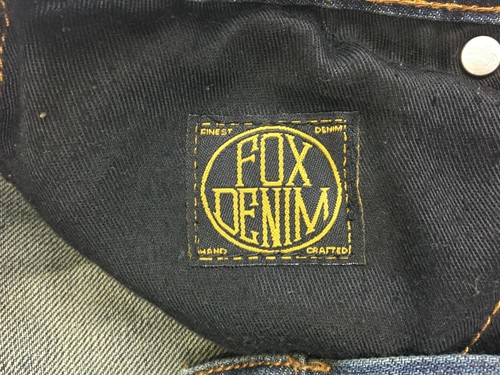 FINEST DENIM
FOX
DENIM
HAND CRAFTED